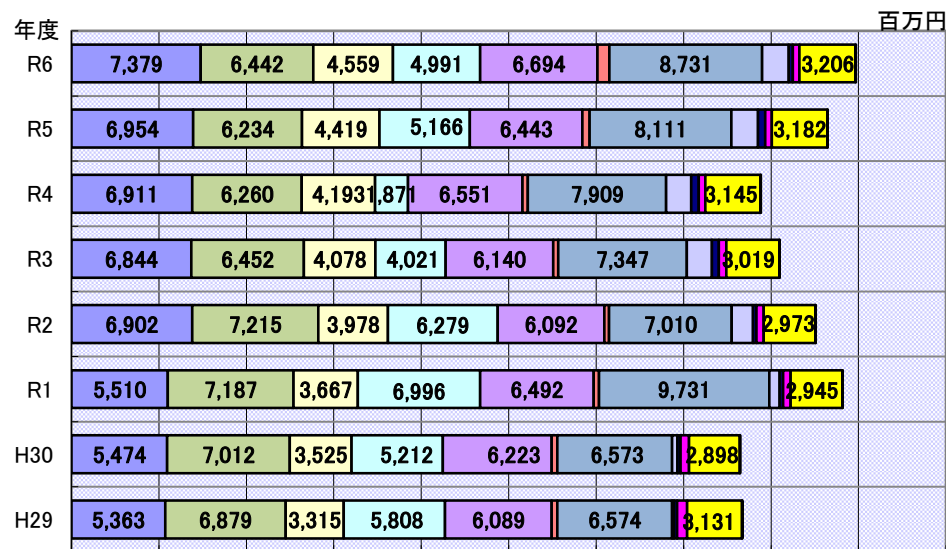 年度 百万円
R6 7,379 6,442 4,559 4,991 6,694 8,731 3,206
R5 6,954 6,234 4,419 5,166 6,443 8,111 3,182
R4 6,911 6,260 4,193 1,871 6,551 7,909 3,145
R3 6,844 6,452 4,078 4,021 6,140 7,347 3,019
R2 6,902 7,215 3,978 6,279 6,092 7,010 2,973
R1 5,510 7,187 3,667 6,996 6,492 9,731 2,945
H30 5,474 7,012 3,525 5,212 6,223 6,573 2,898
H29 5,363 6,879 3,315 5,808 6,089 6,574 3,131